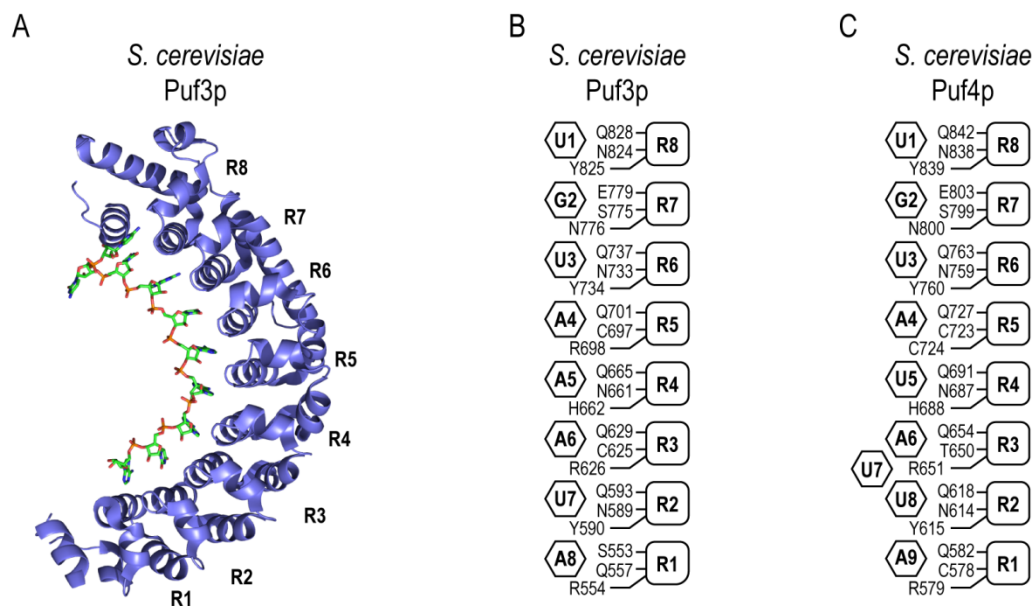 A
S. cerevisiae
Puf3p
R8
R7
R6
R5
R4
R3
R2
R1
B
S. cerevisiae
Puf3p
U1 Q828 R8
N824
Y825
G2 E779 R7
S775
N776
U3 Q737 R6
N733
Y734
A4 Q701 R5
C697
R698
A5 Q665 R4
N661
H662
A6 Q629 R3
C625
R626
U7 Q593 R2
N589
Y590
A8 S553 R1
Q557
R554
C
S. cerevisiae
Puf4p
U1 Q842 R8
N838
Y839
G2 E803 R7
S799
N800
U3 Q763 R6
N759
Y760
A4 Q727 R5
C723
C724
U5 Q691 R4
N687
H688
A6 Q654 R3
T650
U7 R651
U8 Q618 R2
N614
Y615
A9 Q582 R1
C578
R579